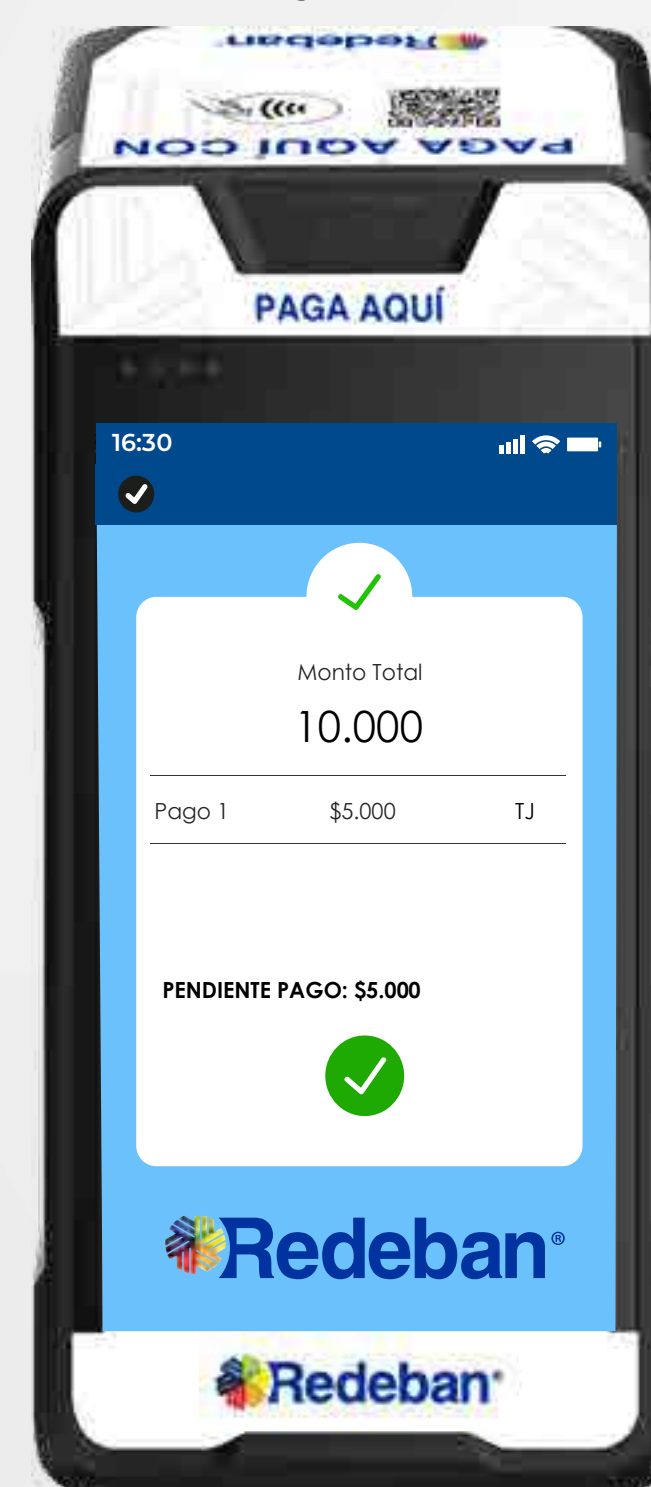 Redeban
PAGA AQUÍ CON
PAGA AQUÍ
16:30
Monto Total
10.000
Pago 1 $5.000 TJ
PENDIENTE PAGO: $5.000
Redeban®
Redeban